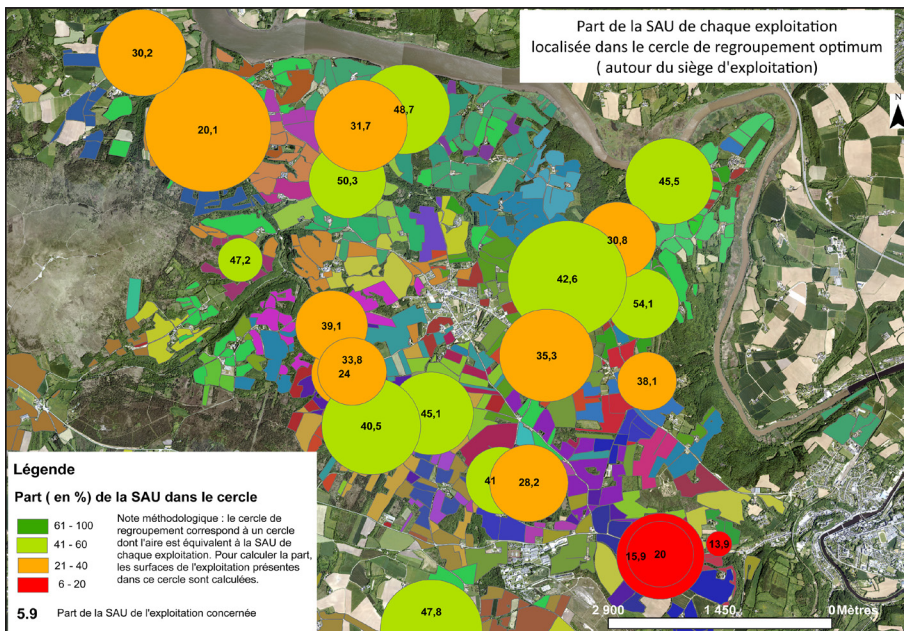 Part de la SAU de chaque exploitation
localisée dans le cercle de regroupement optimum
( autour du siège d'exploitation)
N
30,2
48,7
20,1
31,7
50,3
45,5
30,8
47,2
42,6
54,1
39,1
33,8
24
35,3
38,1
45,1
40,5
41
28,2
15,9
20
13,9
47,8
Légende
Part ( en %) de la SAU dans le cercle
61 - 100
41 - 60
21 - 40
6 - 20
Note méthodologique : le cercle de
regroupement correspond à un cercle
dont l'aire est équivalent à la SAU de
chaque exploitation. Pour calculer la part,
les surfaces de l'exploitation présentes
dans ce cercle sont calculées.
5.9 Part de la SAU de l'exploitation concernée
2 900 1 450 0 Mètres